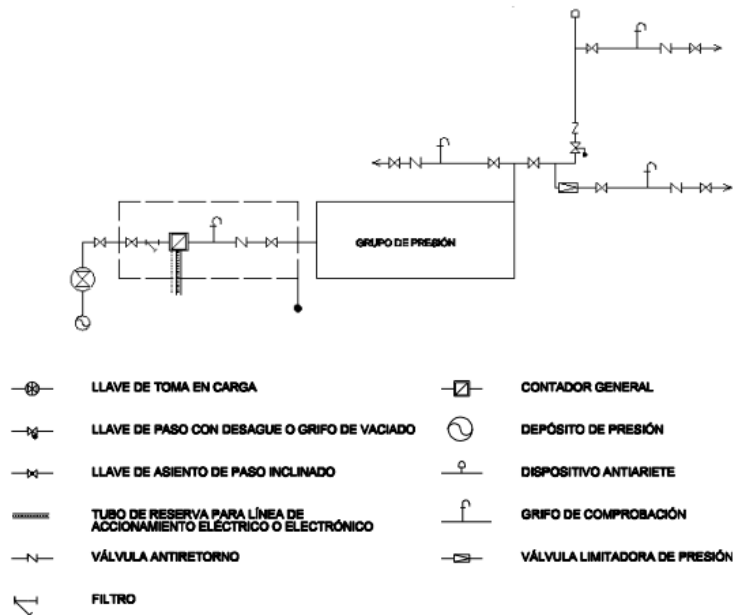 GRUPO DE PRESIÓN
LLAVE DE TOMA EN CARGA
LLAVE DE PASO CON DESAGUE O GRIFO DE VACIADO
LLAVE DE ASIENTO DE PASO INCLINADO
TUBO DE RESERVA PARA LÍNEA DE
ACCIONAMIENTO ELÉCTRICO O ELECTRÓNICO
VÁLVULA ANTIRETORNO
FILTRO
CONTADOR GENERAL
DEPÓSITO DE PRESIÓN
DISPOSITIVO ANTIARIETE
GRIFO DE COMPROBACIÓN
VÁLVULA LIMITADORA DE PRESIÓN